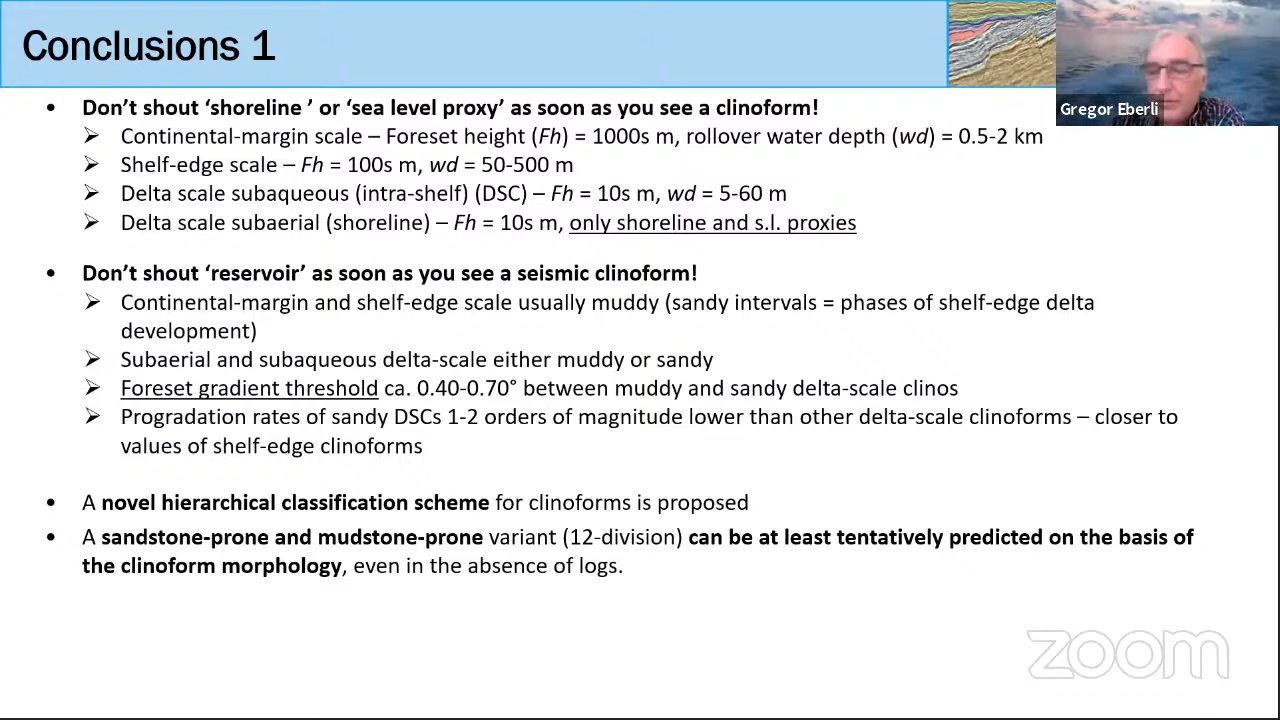 Conclusions 1
Gregor Eberli
• Don't shout 'shoreline ' or 'sea level proxy' as soon as you see a clinoform!
➢ Continental-margin scale – Foreset height (Fh) = 1000s m, rollover water depth (wd) = 0.5-2 km
➢ Shelf-edge scale – Fh = 100s m, wd = 50-500 m
➢ Delta scale subaqueous (intra-shelf) (DSC) – Fh = 10s m, wd = 5-60 m
➢ Delta scale subaerial (shoreline) – Fh = 10s m, only shoreline and s.l. proxies
• Don't shout 'reservoir' as soon as you see a seismic clinoform!
➢ Continental-margin and shelf-edge scale usually muddy (sandy intervals = phases of shelf-edge delta
development)
➢ Subaerial and subaqueous delta-scale either muddy or sandy
➢ Foreset gradient threshold ca. 0.40-0.70° between muddy and sandy delta-scale clinos
➢ Progradation rates of sandy DSCs 1-2 orders of magnitude lower than other delta-scale clinoforms – closer to
values of shelf-edge clinoforms
• A novel hierarchical classification scheme for clinoforms is proposed
• A sandstone-prone and mudstone-prone variant (12-division) can be at least tentatively predicted on the basis of
the clinoform morphology, even in the absence of logs.
zoom